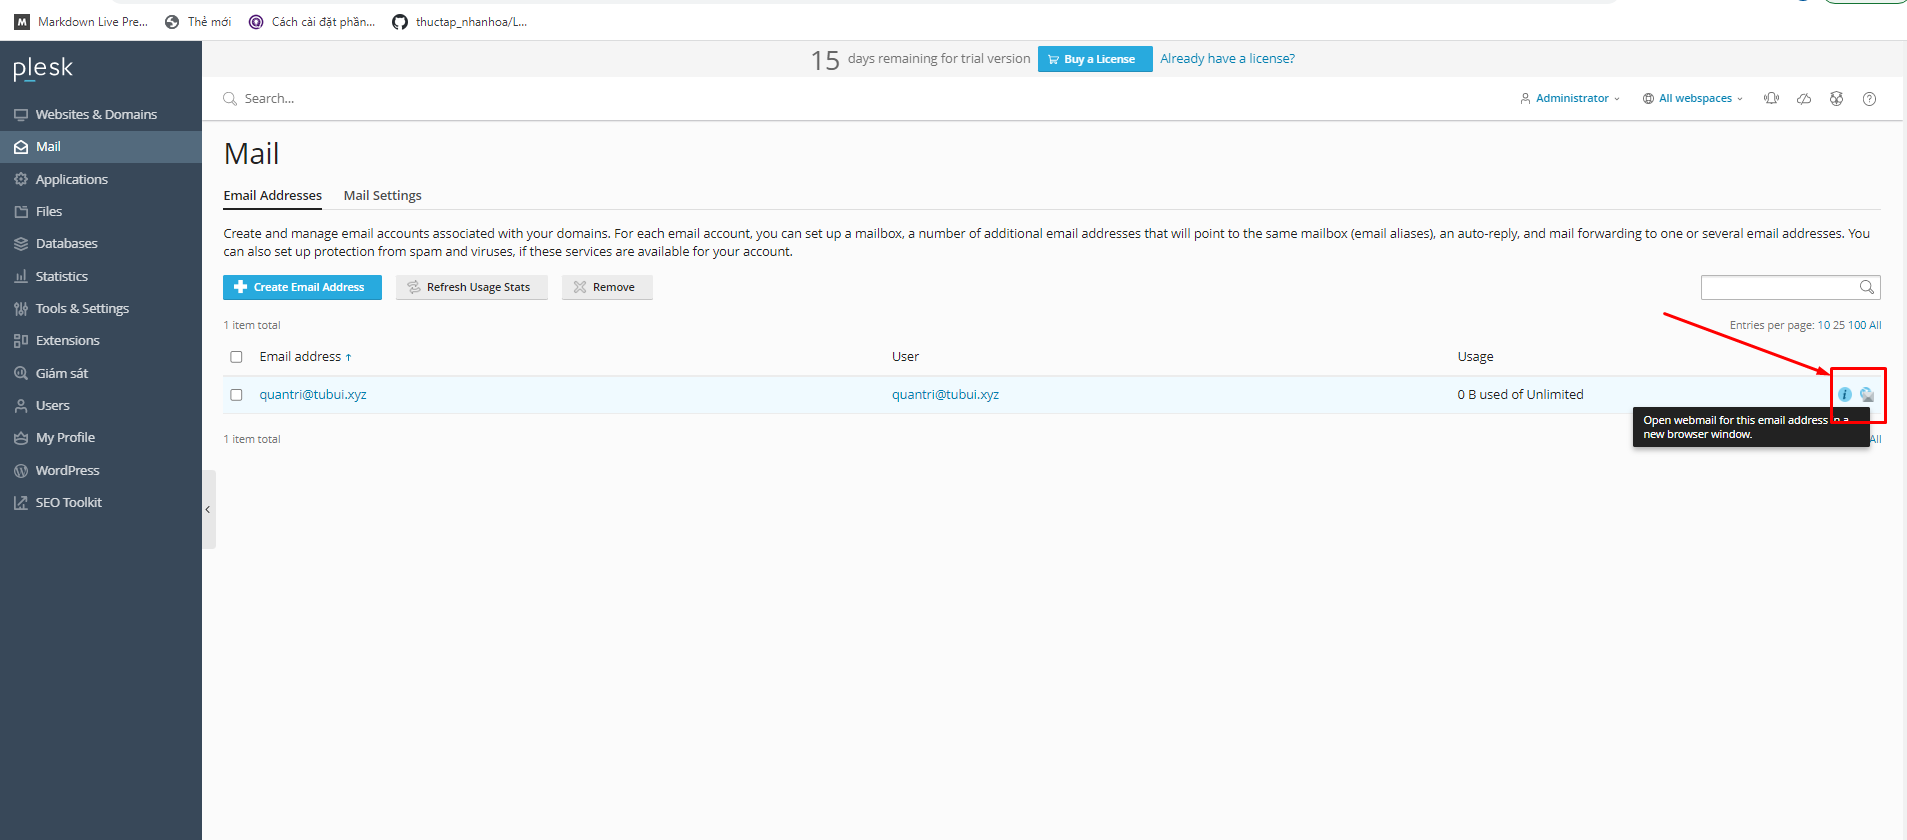 Markdown Live Pre...
Thẻ mới
Cách cài đặt phần...
thuctap_nhanhoa/L...
plesk
15 days remaining for trial version
Buy a License
Already have a license?
Search...
Administrator
All webspaces
Websites & Domains
Mail
Applications
Files
Databases
Statistics
Tools & Settings
Extensions
Giám sát
Users
My Profile
WordPress
SEO Toolkit
Mail
Email Addresses
Mail Settings
Create and manage email accounts associated with your domains. For each email account, you can set up a mailbox, a number of additional email addresses that will point to the same mailbox (email aliases), an auto-reply, and mail forwarding to one or several email addresses. You
can also set up protection from spam and viruses, if these services are available for your account.
Create Email Address
Refresh Usage Stats
Remove
1 item total
Entries per page: 10 25 100 All
Email address ↑
User
Usage
quantri@tubui.xyz
quantri@tubui.xyz
0 B used of Unlimited
Open webmail for this email address in a
new browser window.
1 item total
All